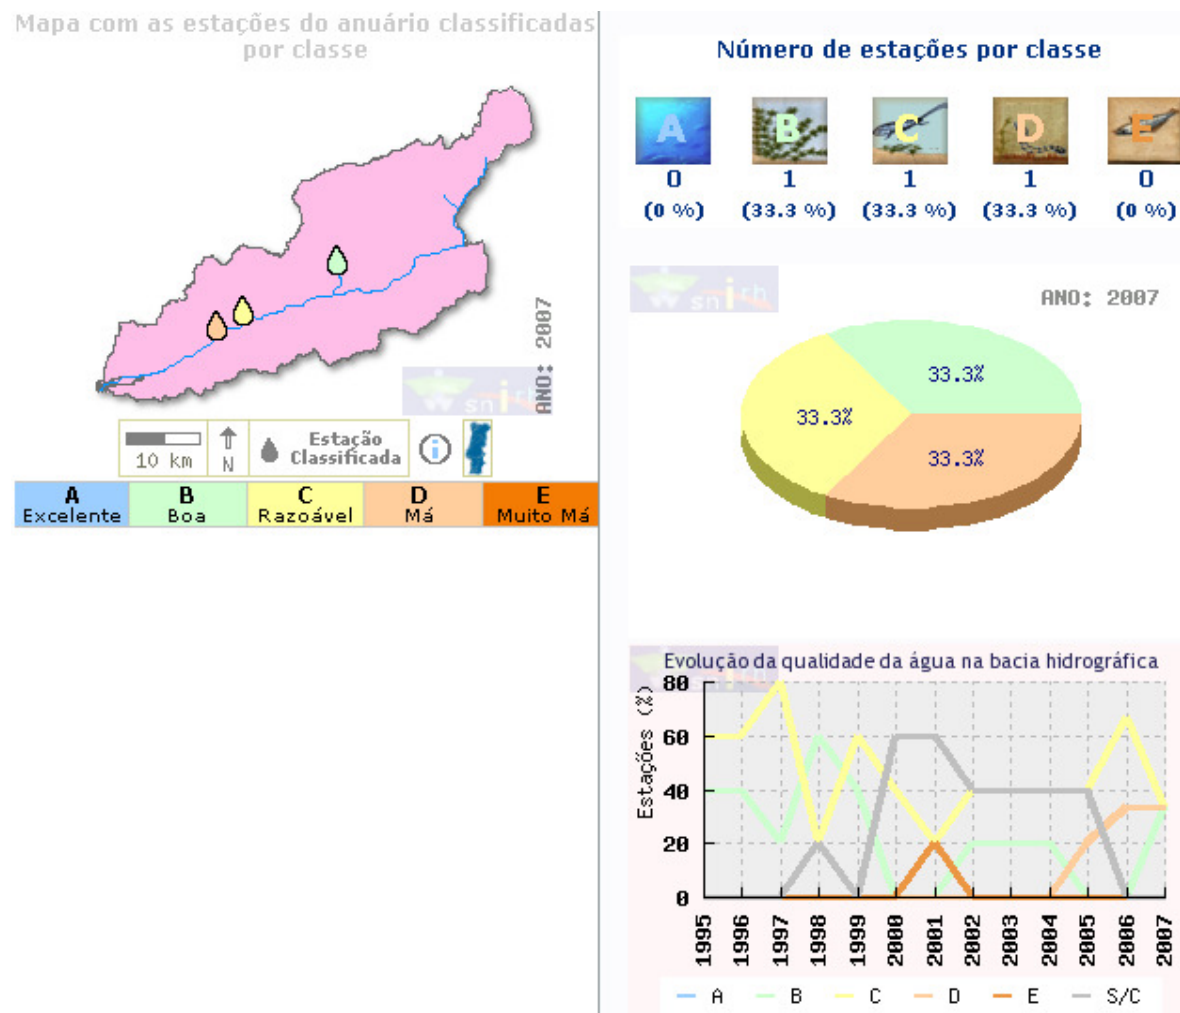 Mapa com as estações do anuário classificadas
por classe
ANO: 2007
snirh
10 km
N
Estação
Classificada
i
A
Excelente
B
Boa
C
Razoável
D
Má
E
Muito Má
Número de estações por classe
A B C D E
0 1 1 1 0
(0 %) (33.3 %) (33.3 %) (33.3 %) (0 %)
snirh
ANO: 2007
33.3%
33.3%
33.3%
Evolução da qualidade da água na bacia hidrográfica
Estações (%)
80
60
40
20
0
1995 1996 1997 1998 1999 2000 2001 2002 2003 2004 2005 2006 2007
A B C D E S/C